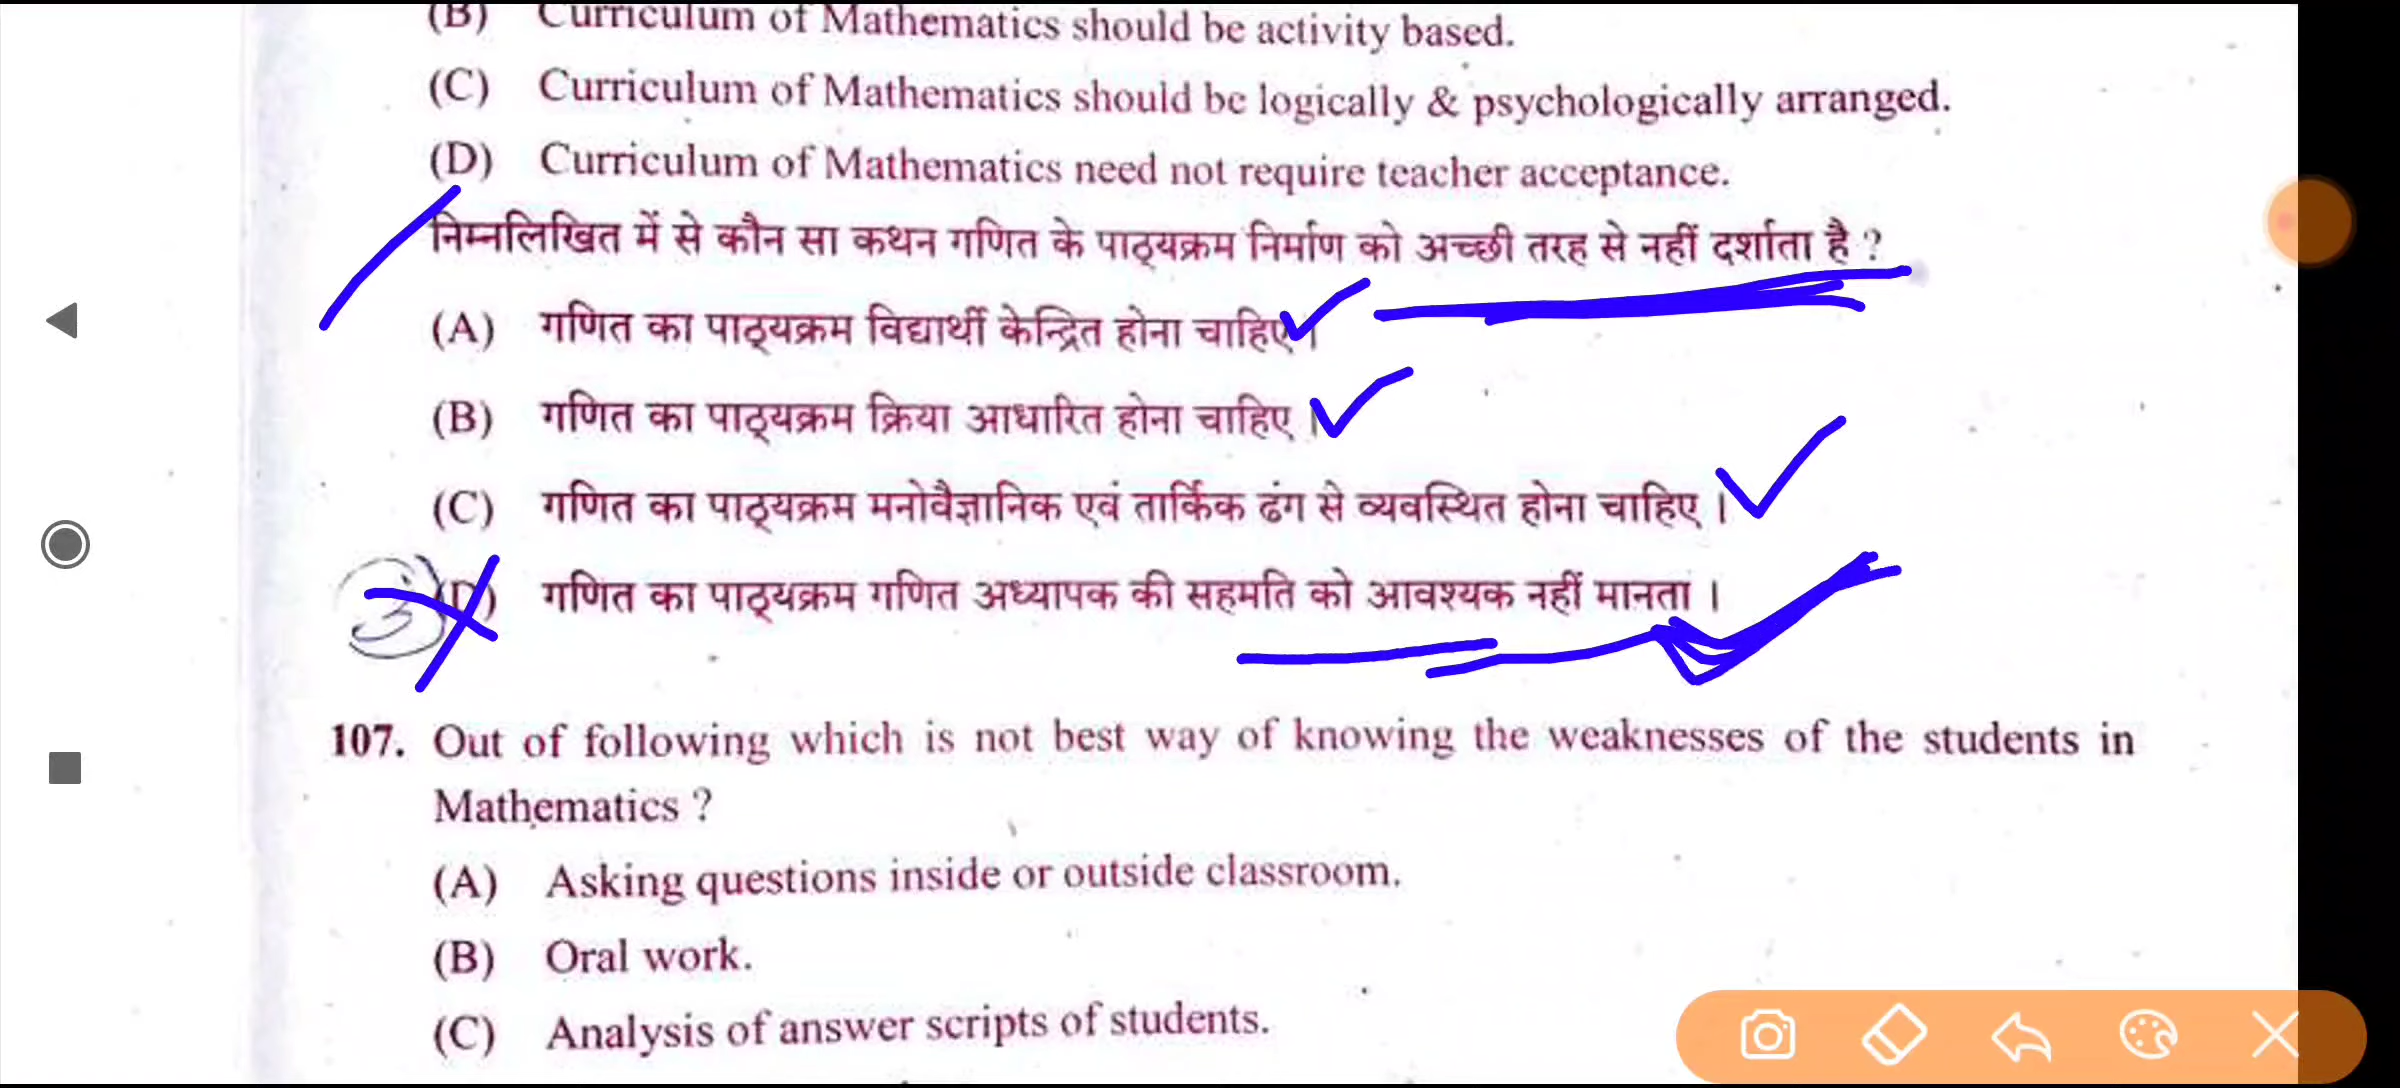 (B) Curriculum of Mathematics should be activity based.
(C) Curriculum of Mathematics should be logically & psychologically arranged.
(D) Curriculum of Mathematics need not require teacher acceptance.
निम्नलिखित में से कौन सा कथन गणित के पाठ्यक्रम निर्माण को अच्छी तरह से नहीं दर्शाता है ?
(A) गणित का पाठ्यक्रम विद्यार्थी केन्द्रित होना चाहिए ।
(B) गणित का पाठ्यक्रम क्रिया आधारित होना चाहिए ।
(C) गणित का पाठ्यक्रम मनोवैज्ञानिक एवं तार्किक ढंग से व्यवस्थित होना चाहिए ।
(D) गणित का पाठ्यक्रम गणित अध्यापक की सहमति को आवश्यक नहीं मानता ।
107. Out of following which is not best way of knowing the weaknesses of the students in
Mathematics ?
(A) Asking questions inside or outside classroom.
(B) Oral work.
(C) Analysis of answer scripts of students.